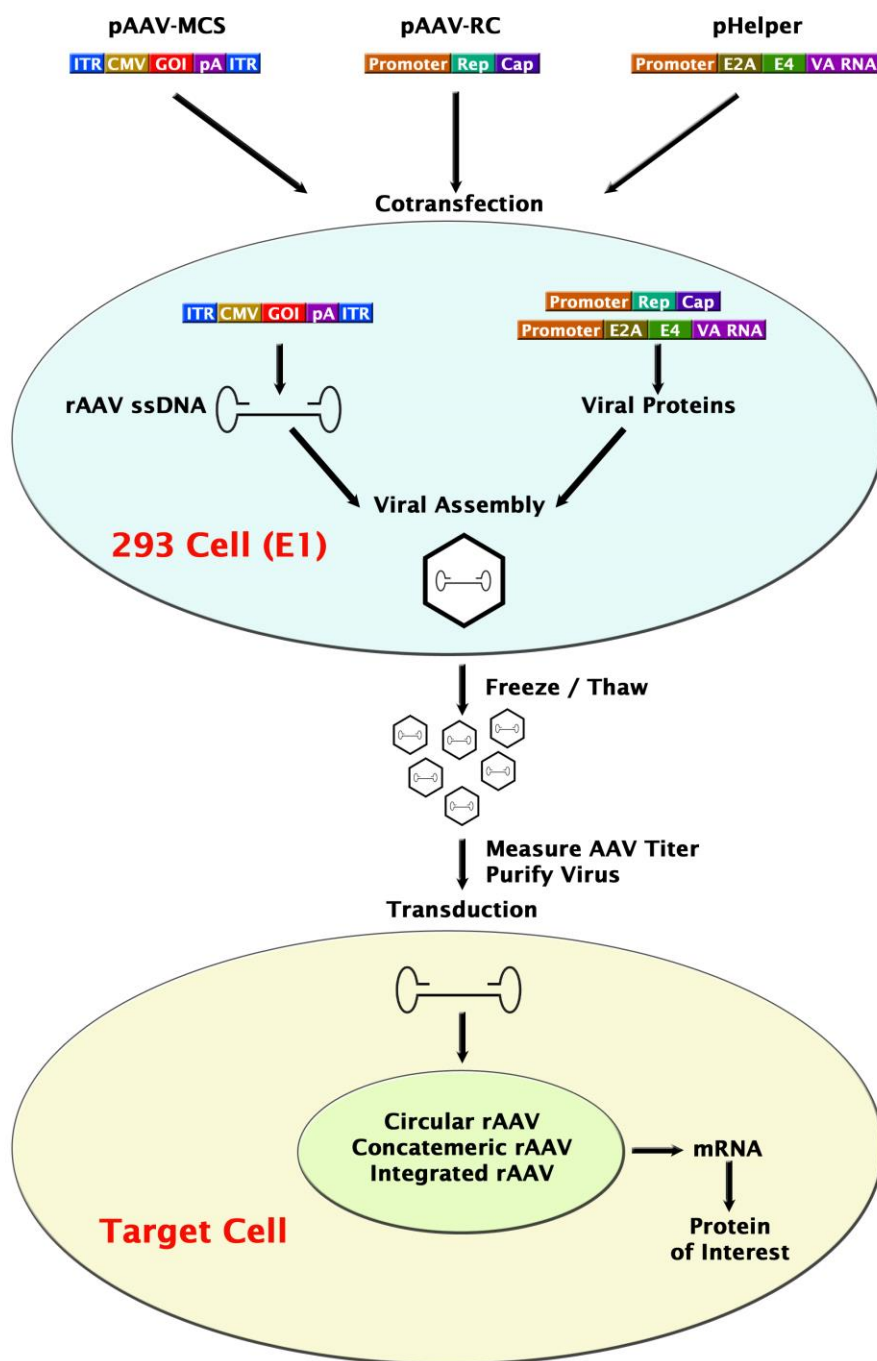 pAAV-MCS
pAAV-RC
pHelper
ITR CMV GOI pA ITR
Promoter Rep Cap
Promoter E2A E4 VA RNA
Cotransfection
ITR CMV GOI pA ITR
Promoter Rep Cap
Promoter E2A E4 VA RNA
rAAV ssDNA
Viral Proteins
Viral Assembly
293 Cell (E1)
Freeze / Thaw
Measure AAV Titer
Purify Virus
Transduction
Circular rAAV
Concatemeric rAAV
Integrated rAAV
mRNA
Protein
of Interest
Target Cell